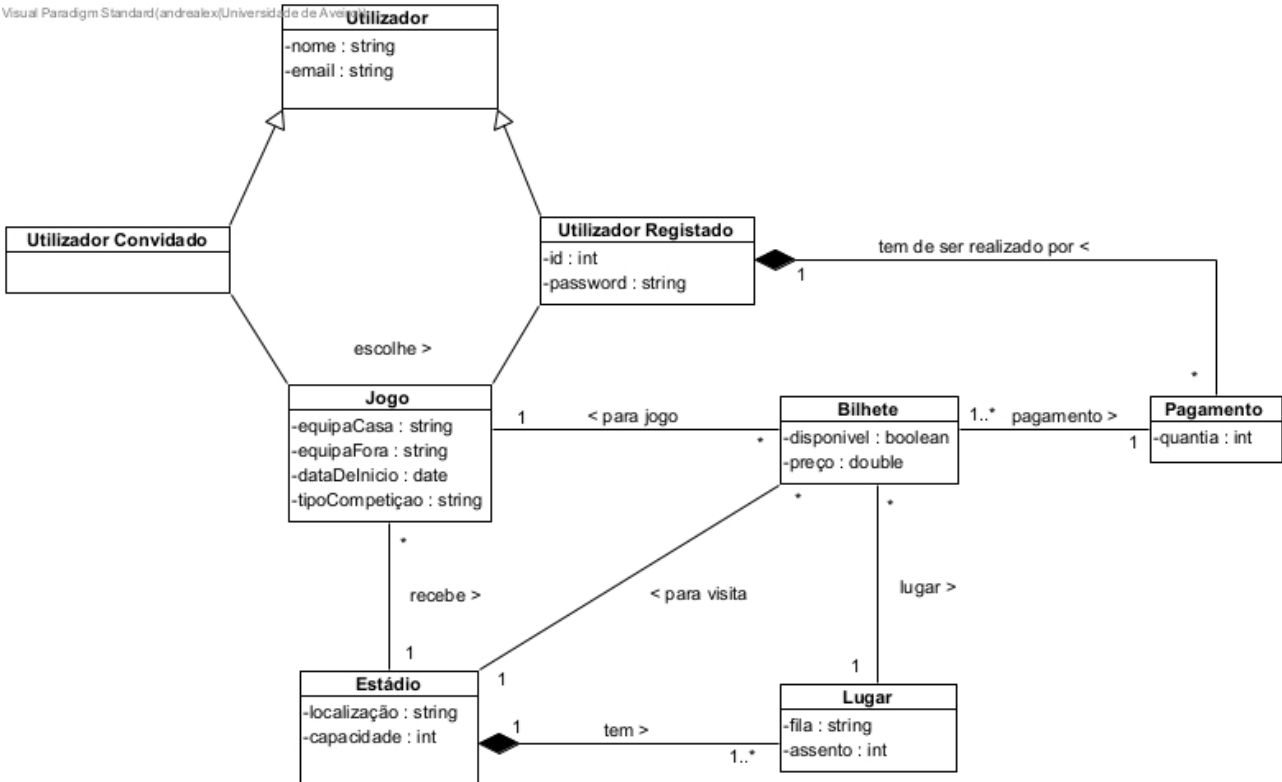 Visual Paradigm Standard(andrealex(Universidade de Aveiro))
Utilizador
-nome : string
-email : string
Utilizador Convidado
Utilizador Registado
-id : int
-password : string
tem de ser realizado por <
1
*
escolhe >
Jogo
-equipaCasa : string
-equipaFora : string
-dataDeInicio : date
-tipoCompetiçao : string
1
< para jogo
*
Bilhete
-disponivel : boolean
-preço : double
1..*
pagamento >
1
Pagamento
-quantia : int
*
recebe >
1
*
< para visita
1
*
lugar >
1
Estádio
-localização : string
-capacidade : int
1
tem >
1..*
Lugar
-fila : string
-assento : int